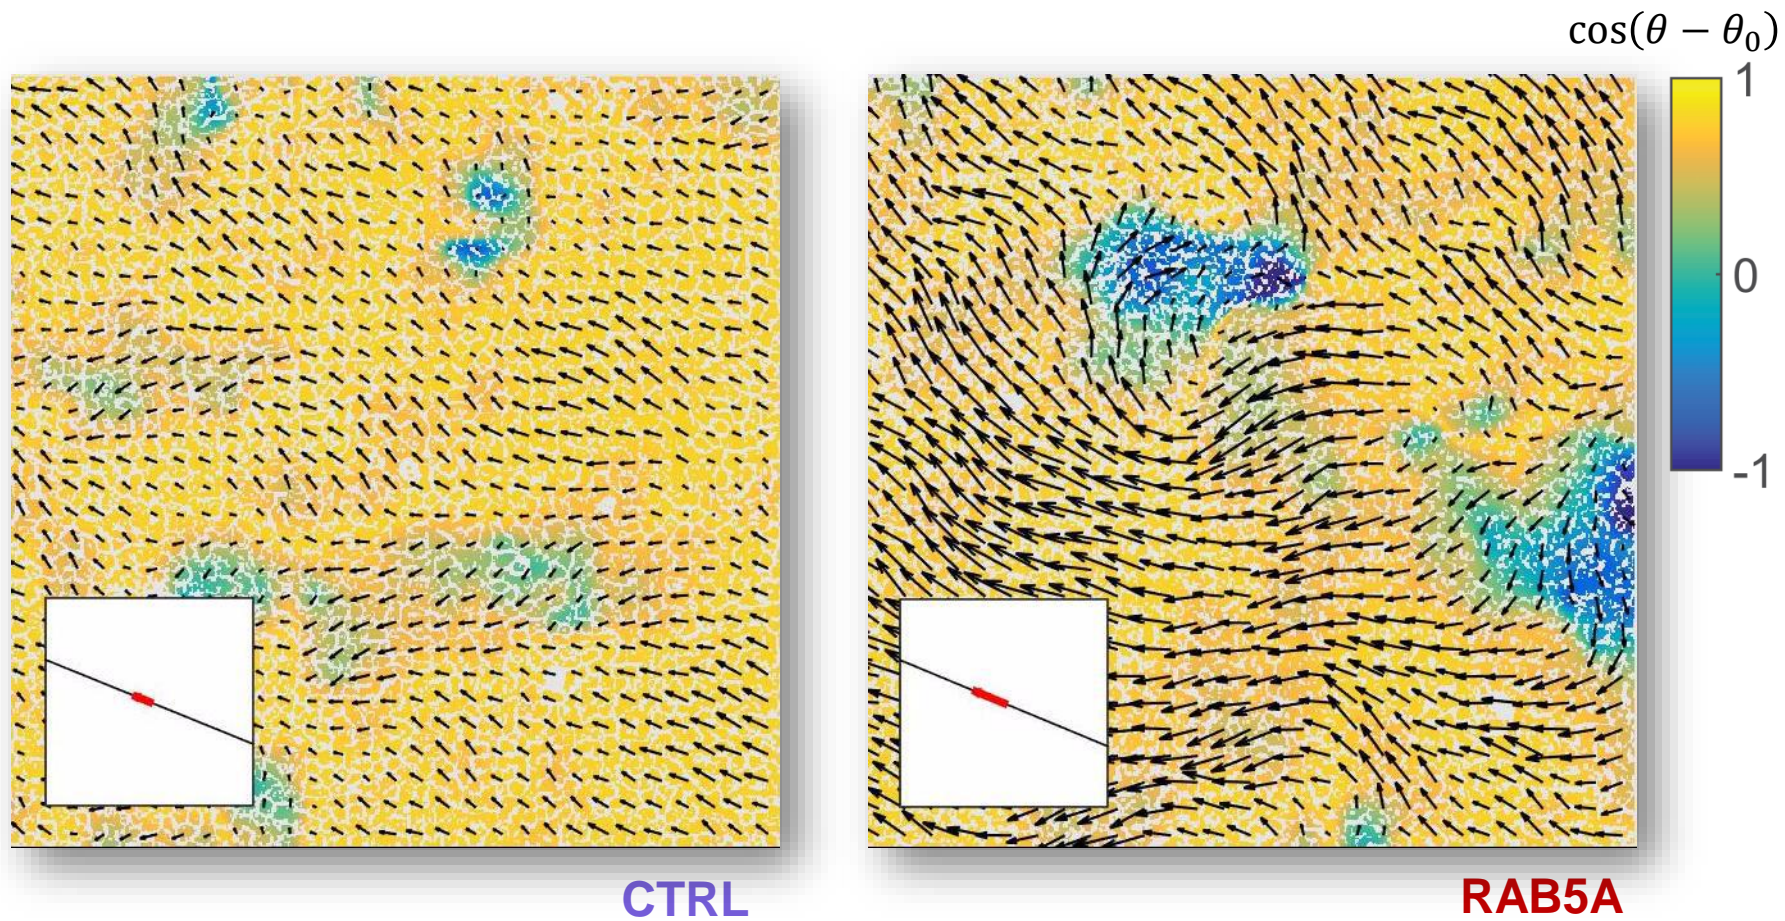 cos(θ − θ₀)
1
0
-1
CTRL
RAB5A